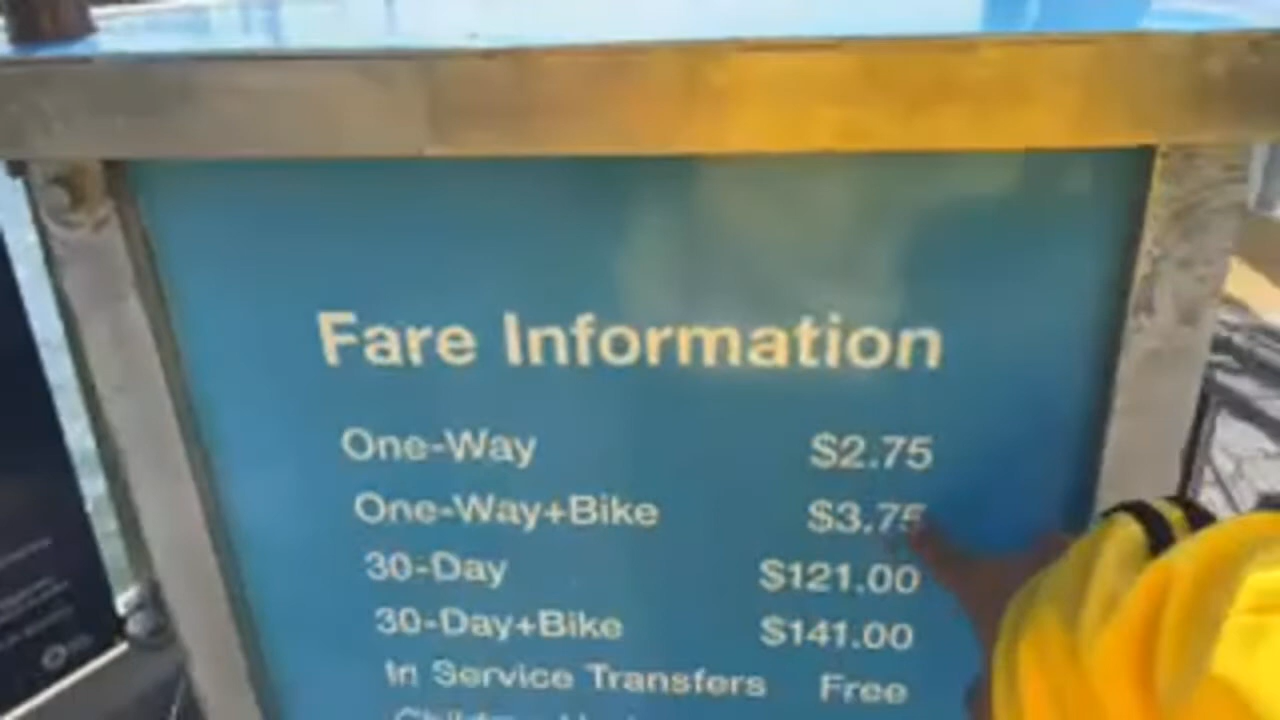 Fare Information
One-Way $2.75
One-Way+Bike $3.75
30-Day $121.00
30-Day+Bike $141.00
In Service Transfers Free